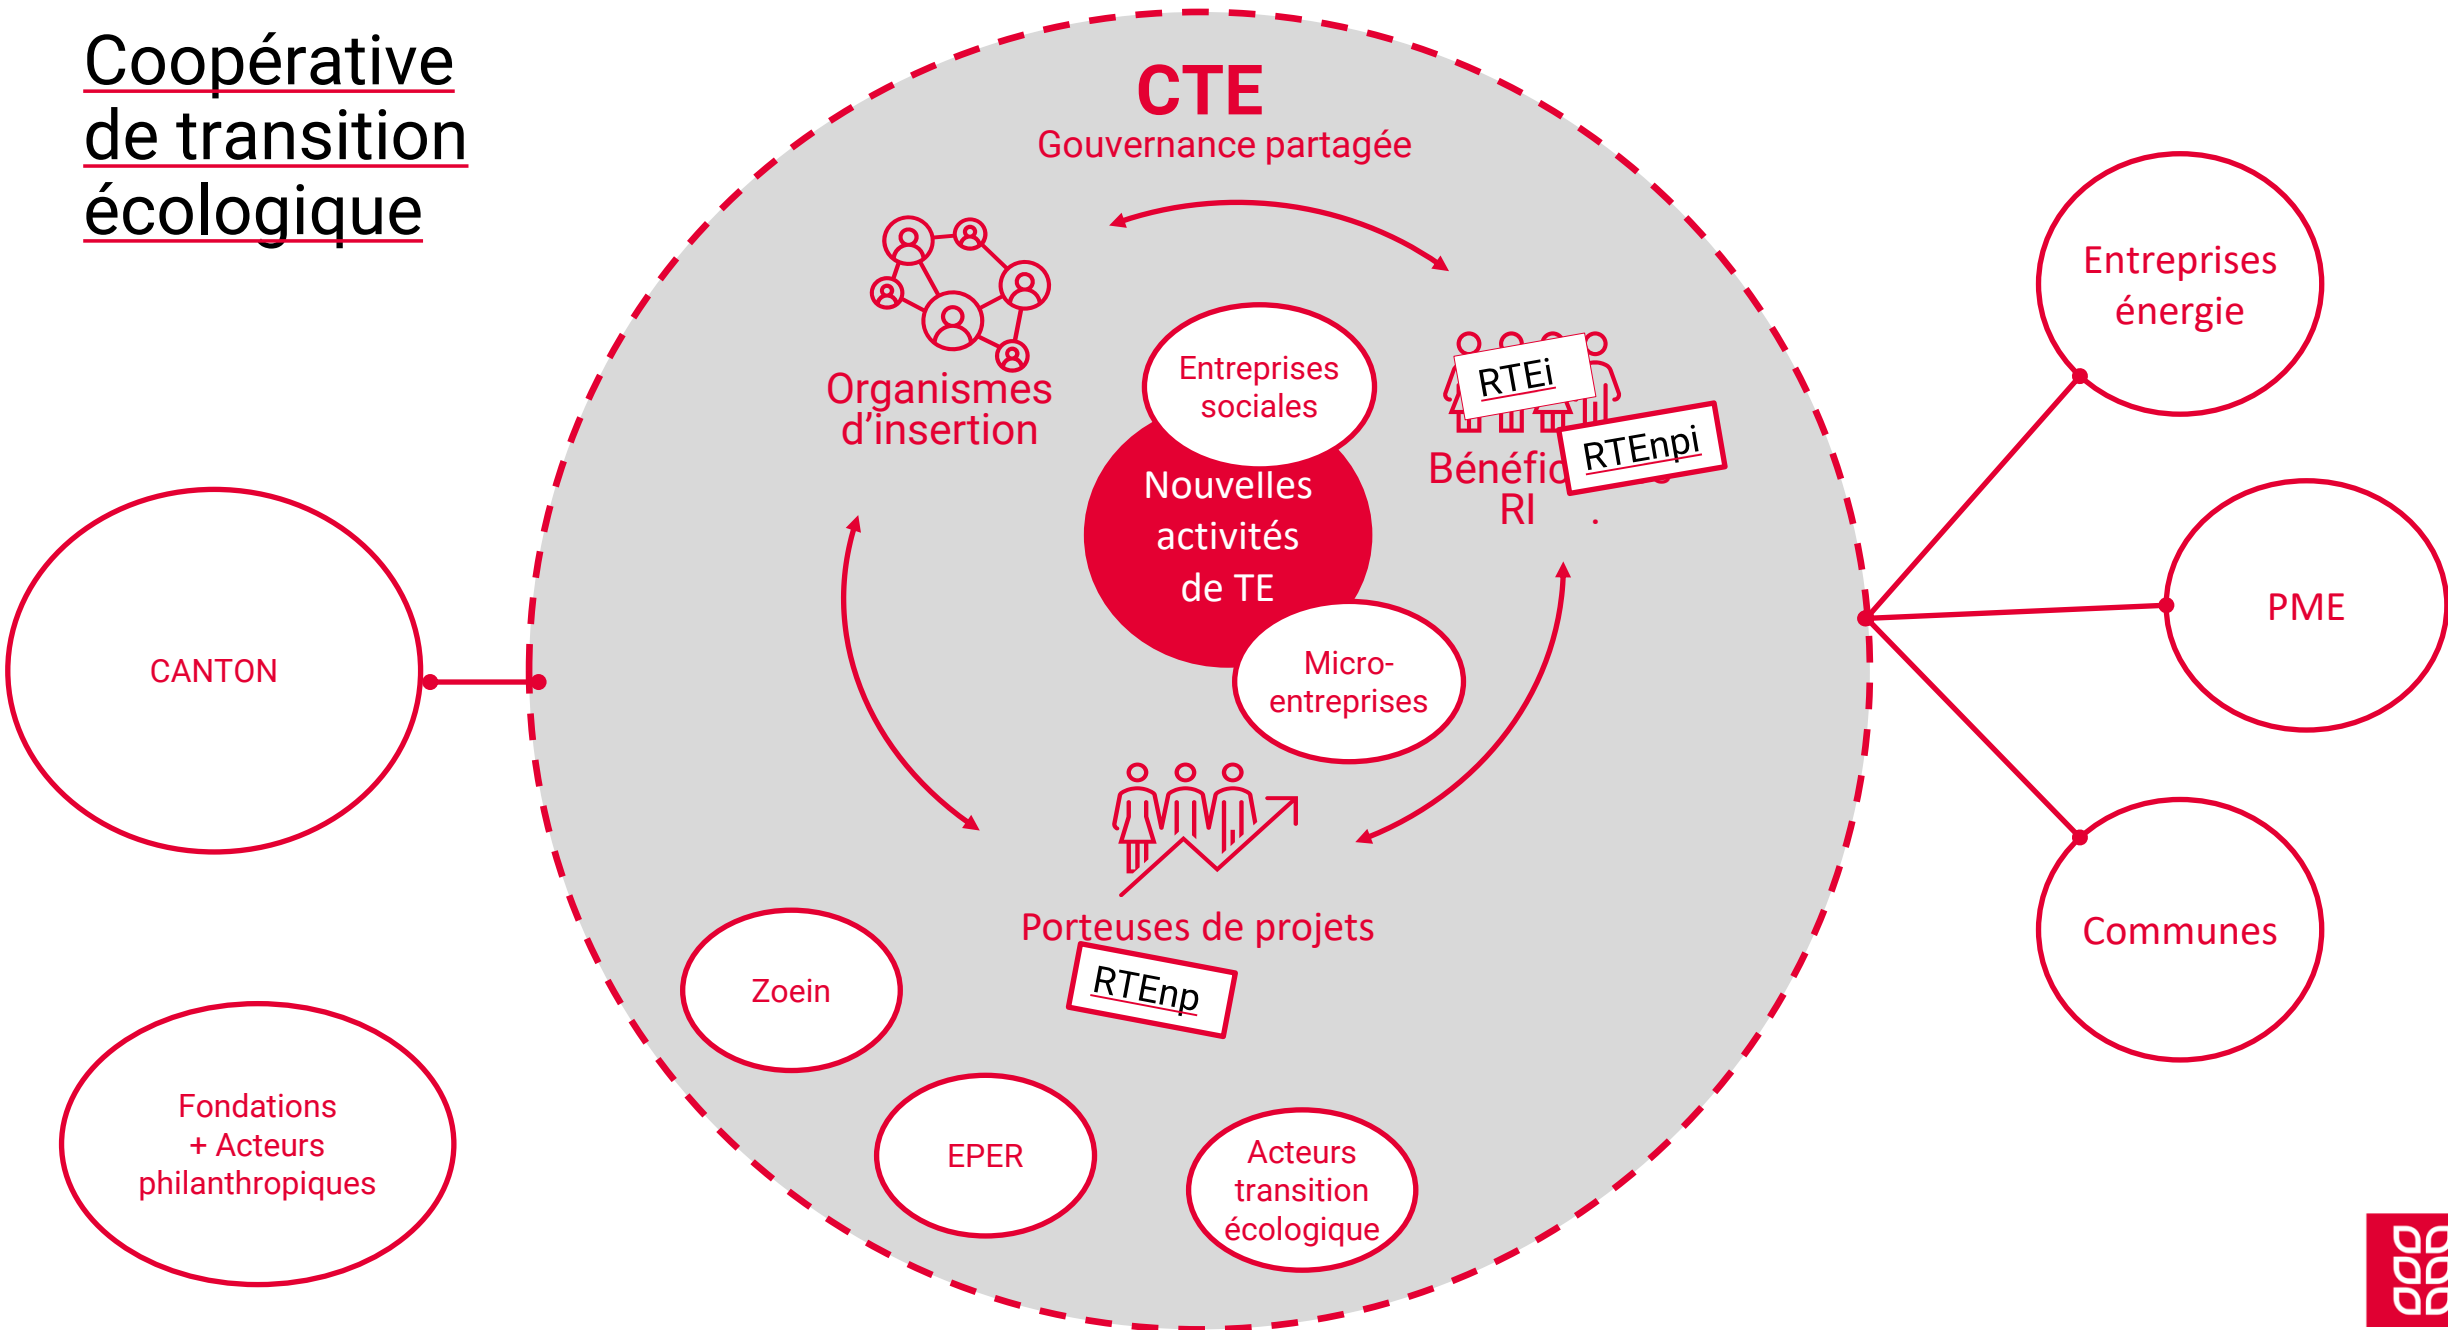 Coopérative
de transition
écologique
CTE
Gouvernance partagée
Organismes
d'insertion
Entreprises
sociales
Nouvelles
activités
de TE
Micro-
entreprises
RTEi
RTEnpi
RI .
Porteuses de projets
RTEnp
Zoein
EPER
Acteurs
transition
écologique
CANTON
Fondations
+ Acteurs
philanthropiques
Entreprises
énergie
PME
Communes